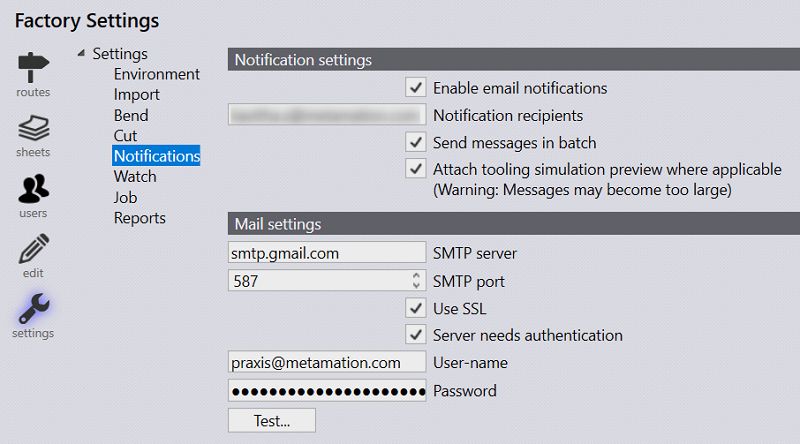 Factory Settings
routes
sheets
users
edit
settings
Settings
Environment
Import
Bend
Cut
Notifications
Watch
Job
Reports
Notification settings
Enable email notifications
Notification recipients
Send messages in batch
Attach tooling simulation preview where applicable
(Warning: Messages may become too large)
Mail settings
smtp.gmail.com SMTP server
587 SMTP port
Use SSL
Server needs authentication
praxis@metamation.com User-name
Password
Test...